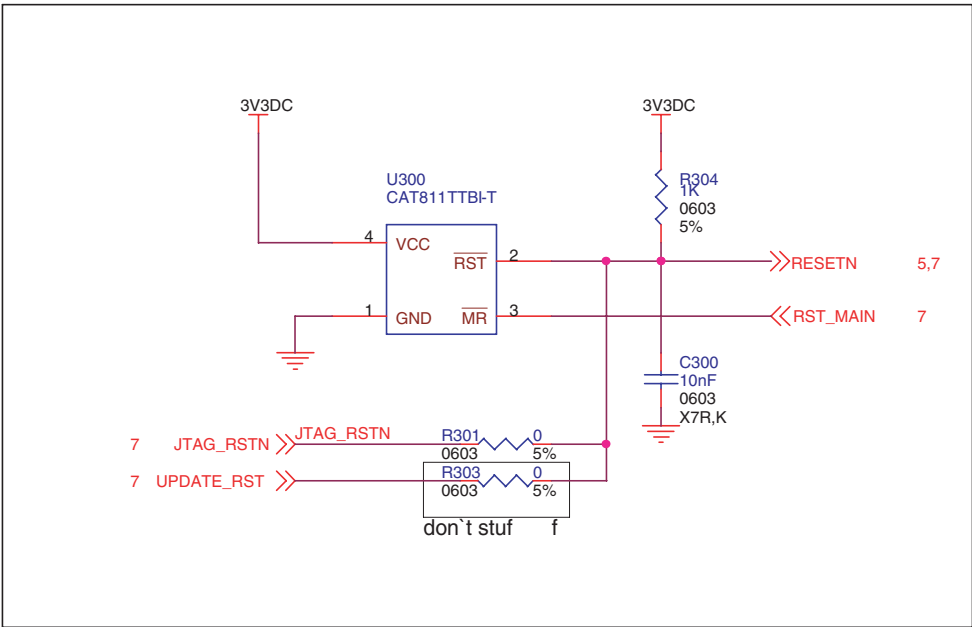 3V3DC
3V3DC
U300
CAT811TTBI-T
R304
1K
0603
5%
4
VCC
RST
2
RESETN 5,7
1
GND
MR
3
RST_MAIN 7
C300
10nF
0603
X7R,K
7 JTAG_RSTN
JTAG_RSTN
R301 0
0603 5%
7 UPDATE_RST
R303 0
0603 5%
don`t stuf f